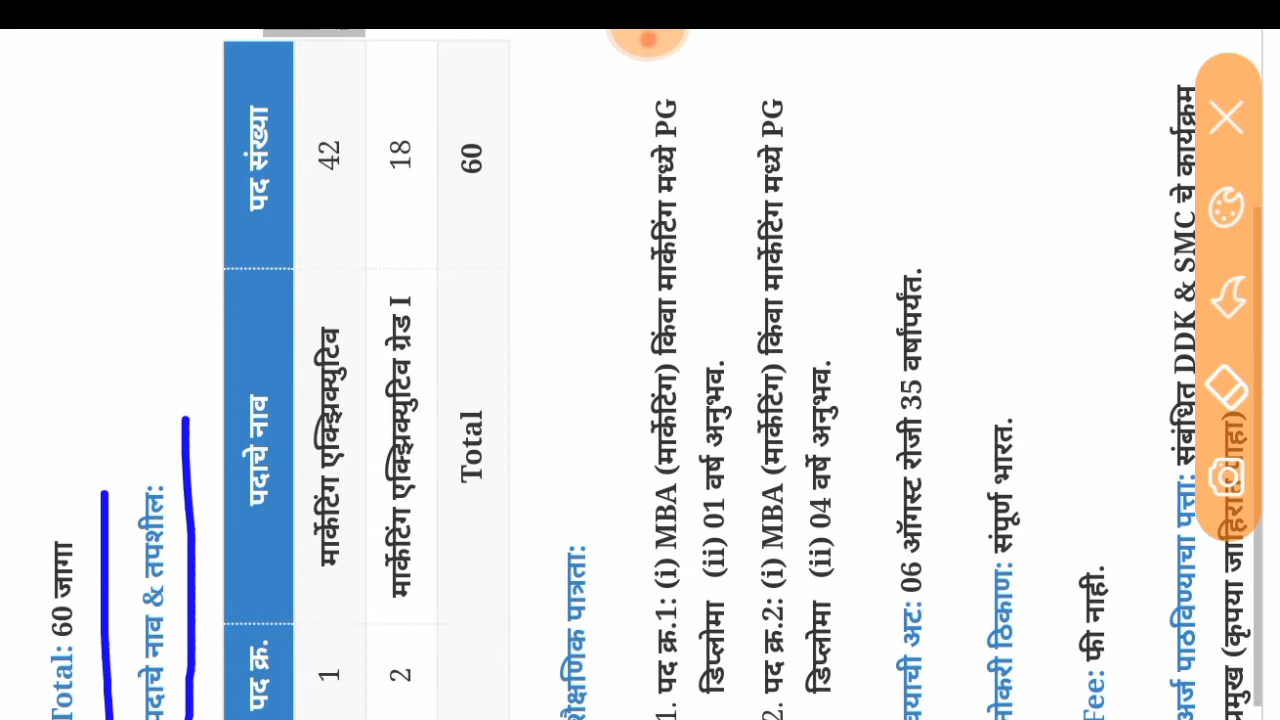 Total: 60 जागा
पदाचे नाव & तपशील:
पद क्र. पदाचे नाव पद संख्या
1 मार्केटिंग एक्झिक्युटिव 42
2 मार्केटिंग एक्झिक्युटिव ग्रेड I 18
Total 60
शैक्षणिक पात्रता:
1. पद क्र.1: (i) MBA (मार्केटिंग) किंवा मार्केटिंग मध्ये PG
डिप्लोमा (ii) 01 वर्ष अनुभव.
2. पद क्र.2: (i) MBA (मार्केटिंग) किंवा मार्केटिंग मध्ये PG
डिप्लोमा (ii) 04 वर्षे अनुभव.
वयाची अट: 06 ऑगस्ट रोजी 35 वर्षांपर्यंत.
नोकरी ठिकाण: संपूर्ण भारत.
Fee: फी नाही.
अर्ज पाठविण्याचा पत्ता: संबंधित DDK & SMC चे कार्यक्रम
प्रमुख (कृपया जाहिरात पाहा)